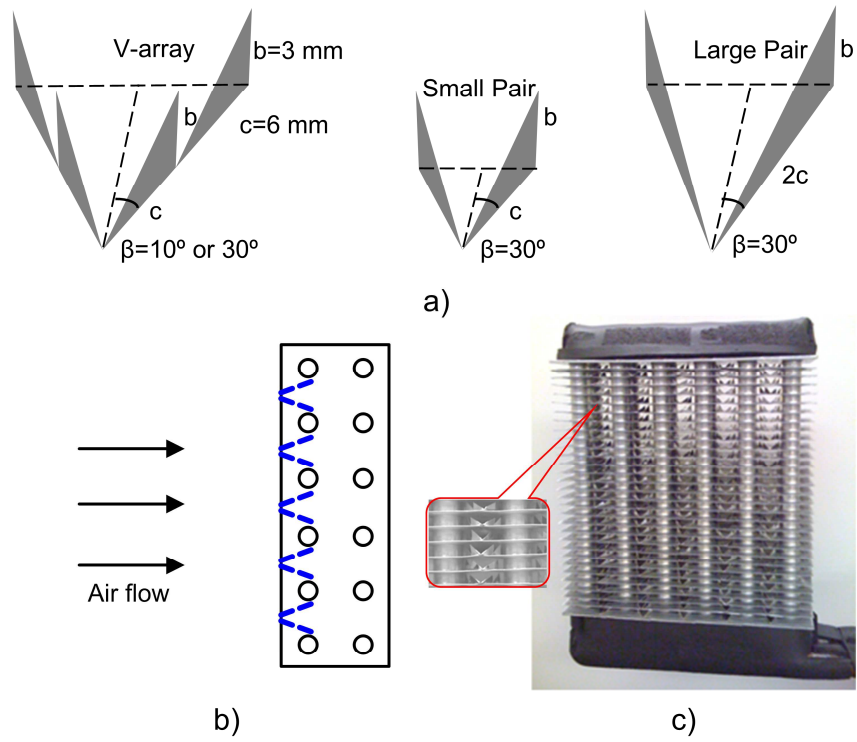 V-array
b=3 mm
b
c=6 mm
c
β=10º or 30º
Small Pair
b
c
β=30º
Large Pair
b
2c
β=30º
a)
Air flow
b)
c)